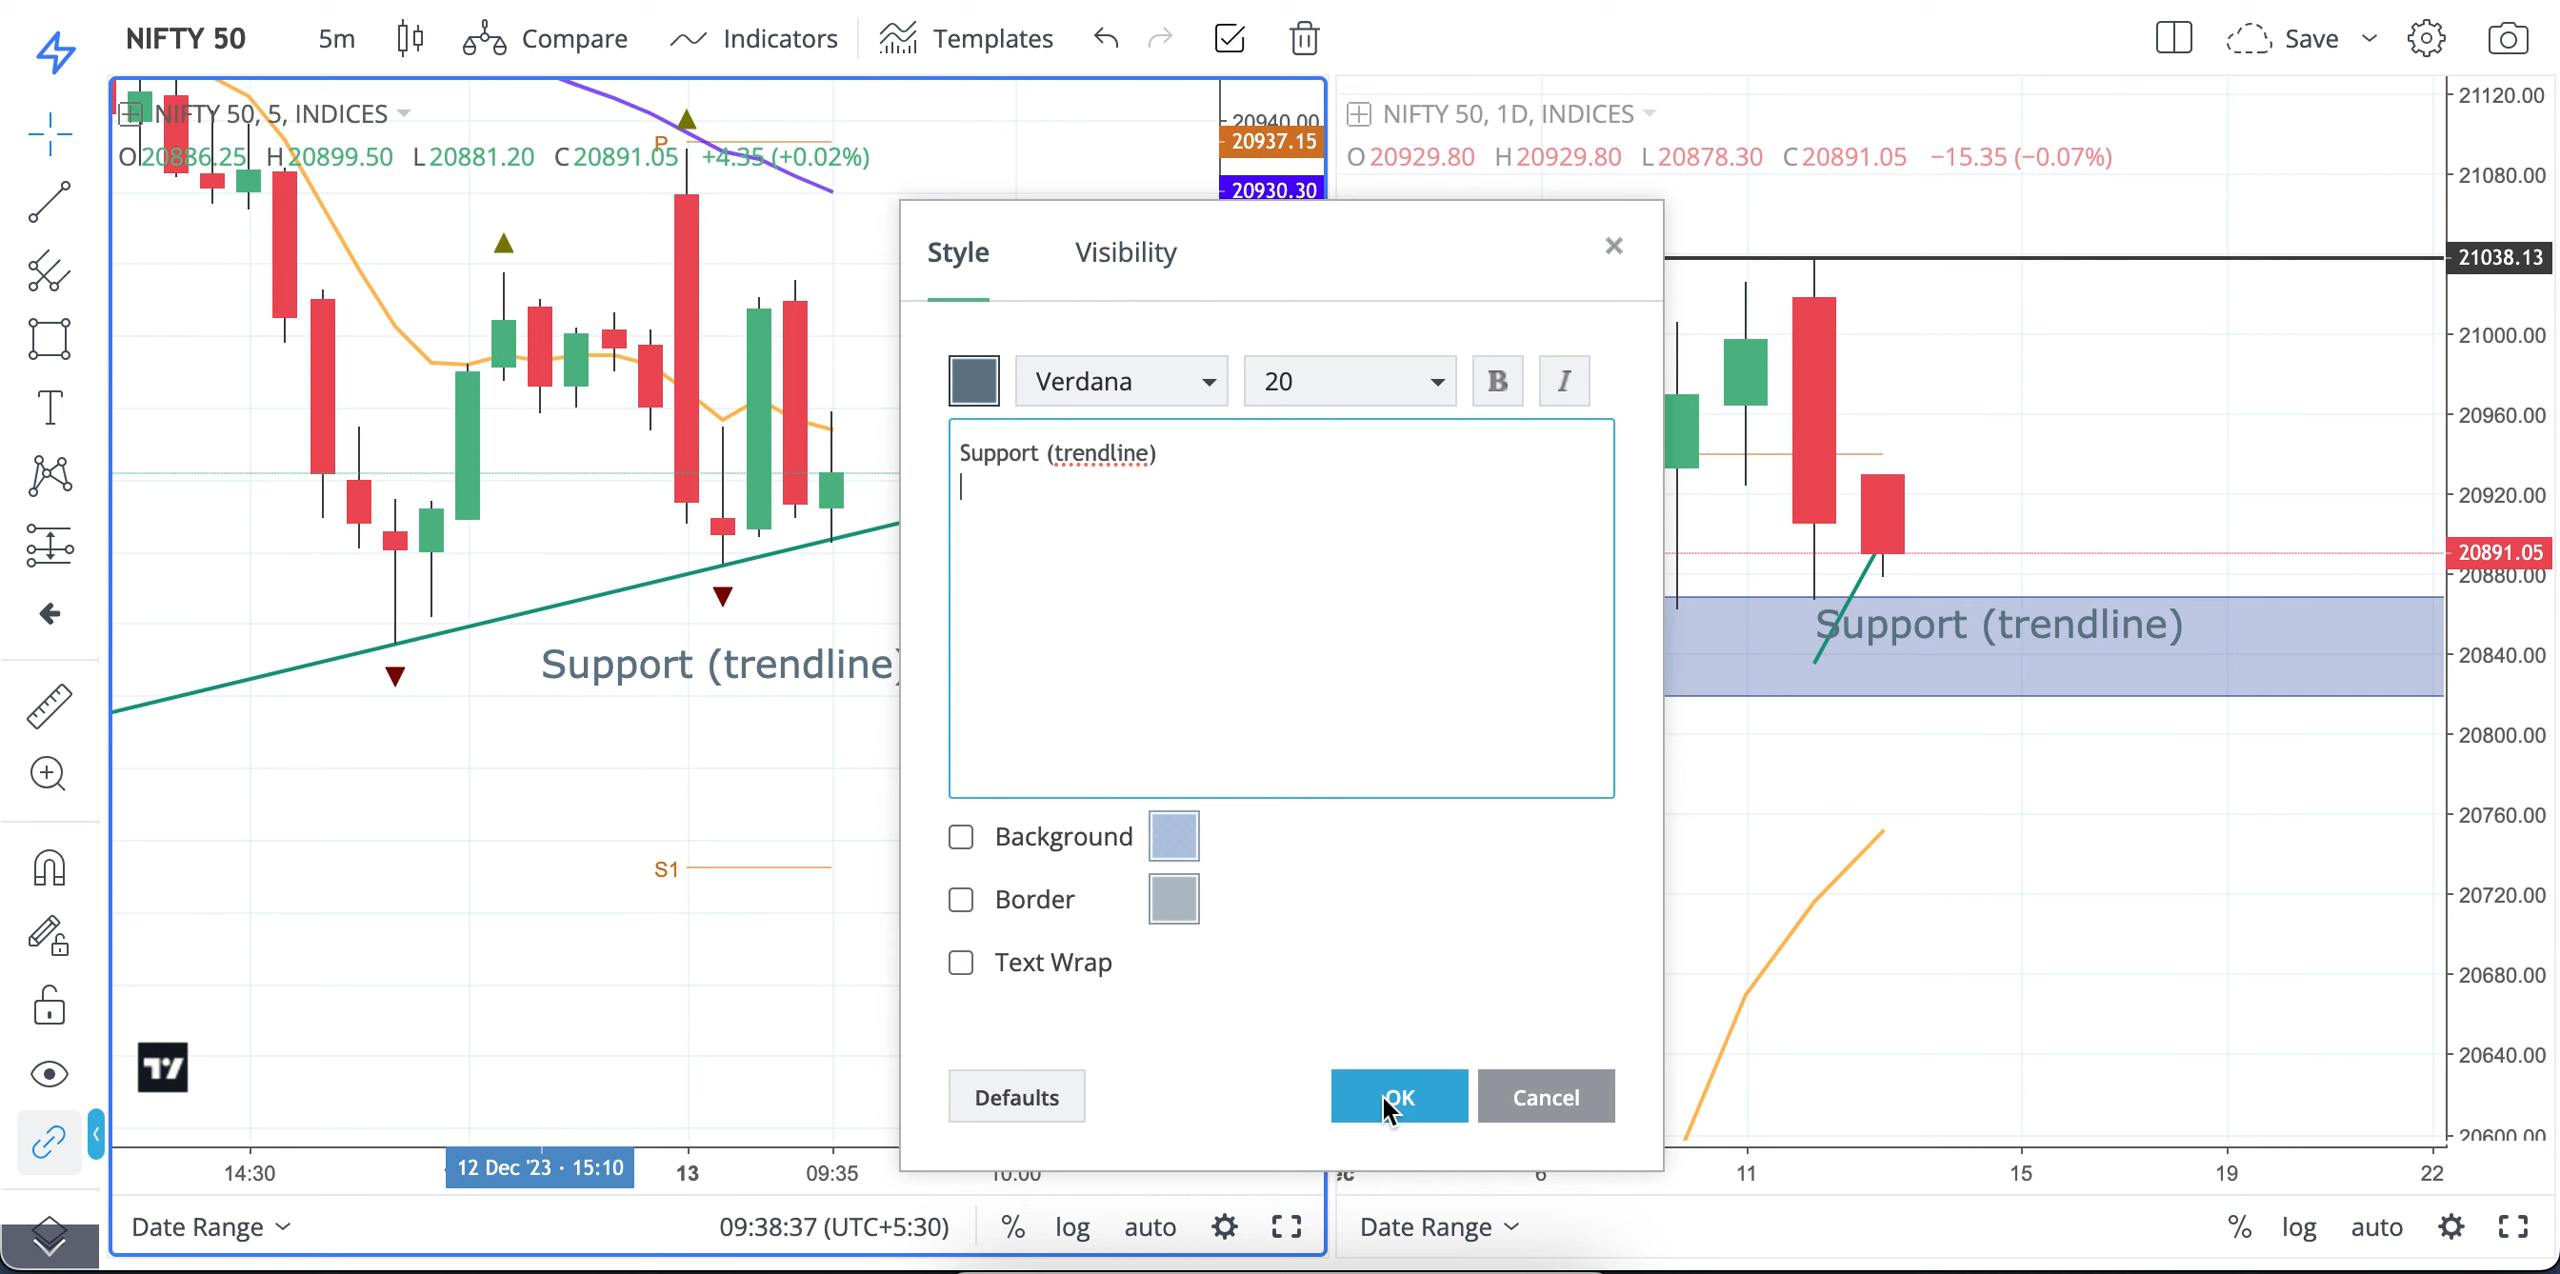 NIFTY 50 5m Compare Indicators Templates Save
NIFTY 50, 5, INDICES
O20886.25 H20899.50 L20881.20 C20891.05 +4.35 (+0.02%)
P
20940.00
20937.15
20930.30
Support (trendline)
S1
14:30 12 Dec '23 · 15:10 13 09:35 10:00
Date Range 09:38:37 (UTC+5:30) % log auto
Style Visibility ×
Verdana 20 B I
Support (trendline)
Background
Border
Text Wrap
Defaults OK Cancel
NIFTY 50, 1D, INDICES
O20929.80 H20929.80 L20878.30 C20891.05 −15.35 (−0.07%)
21120.00
21080.00
21038.13
21000.00
20960.00
20920.00
20891.05
20880.00
Support (trendline)
20840.00
20800.00
20760.00
20720.00
20680.00
20640.00
20600.00
6 11 15 19 22
Date Range % log auto